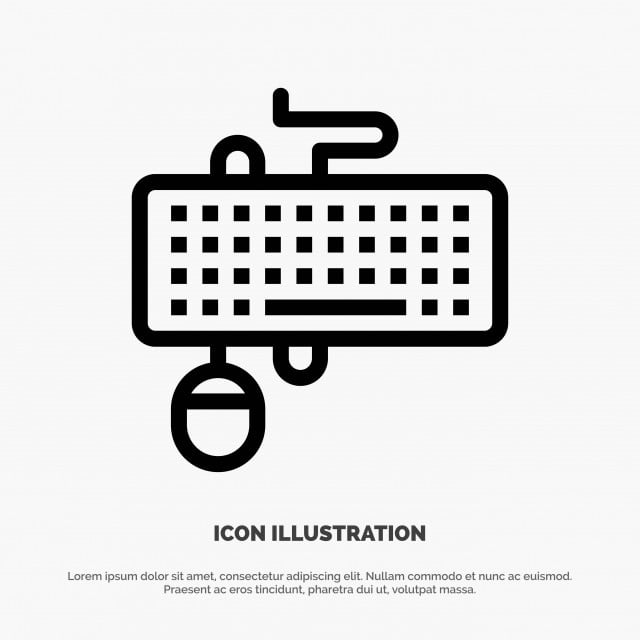 ICON ILLUSTRATION
Lorem ipsum dolor sit amet, consectetur adipiscing elit. Nullam commodo et nunc ac euismod.
Praesent ac eros tincidunt, pharetra dui ut, volutpat massa.